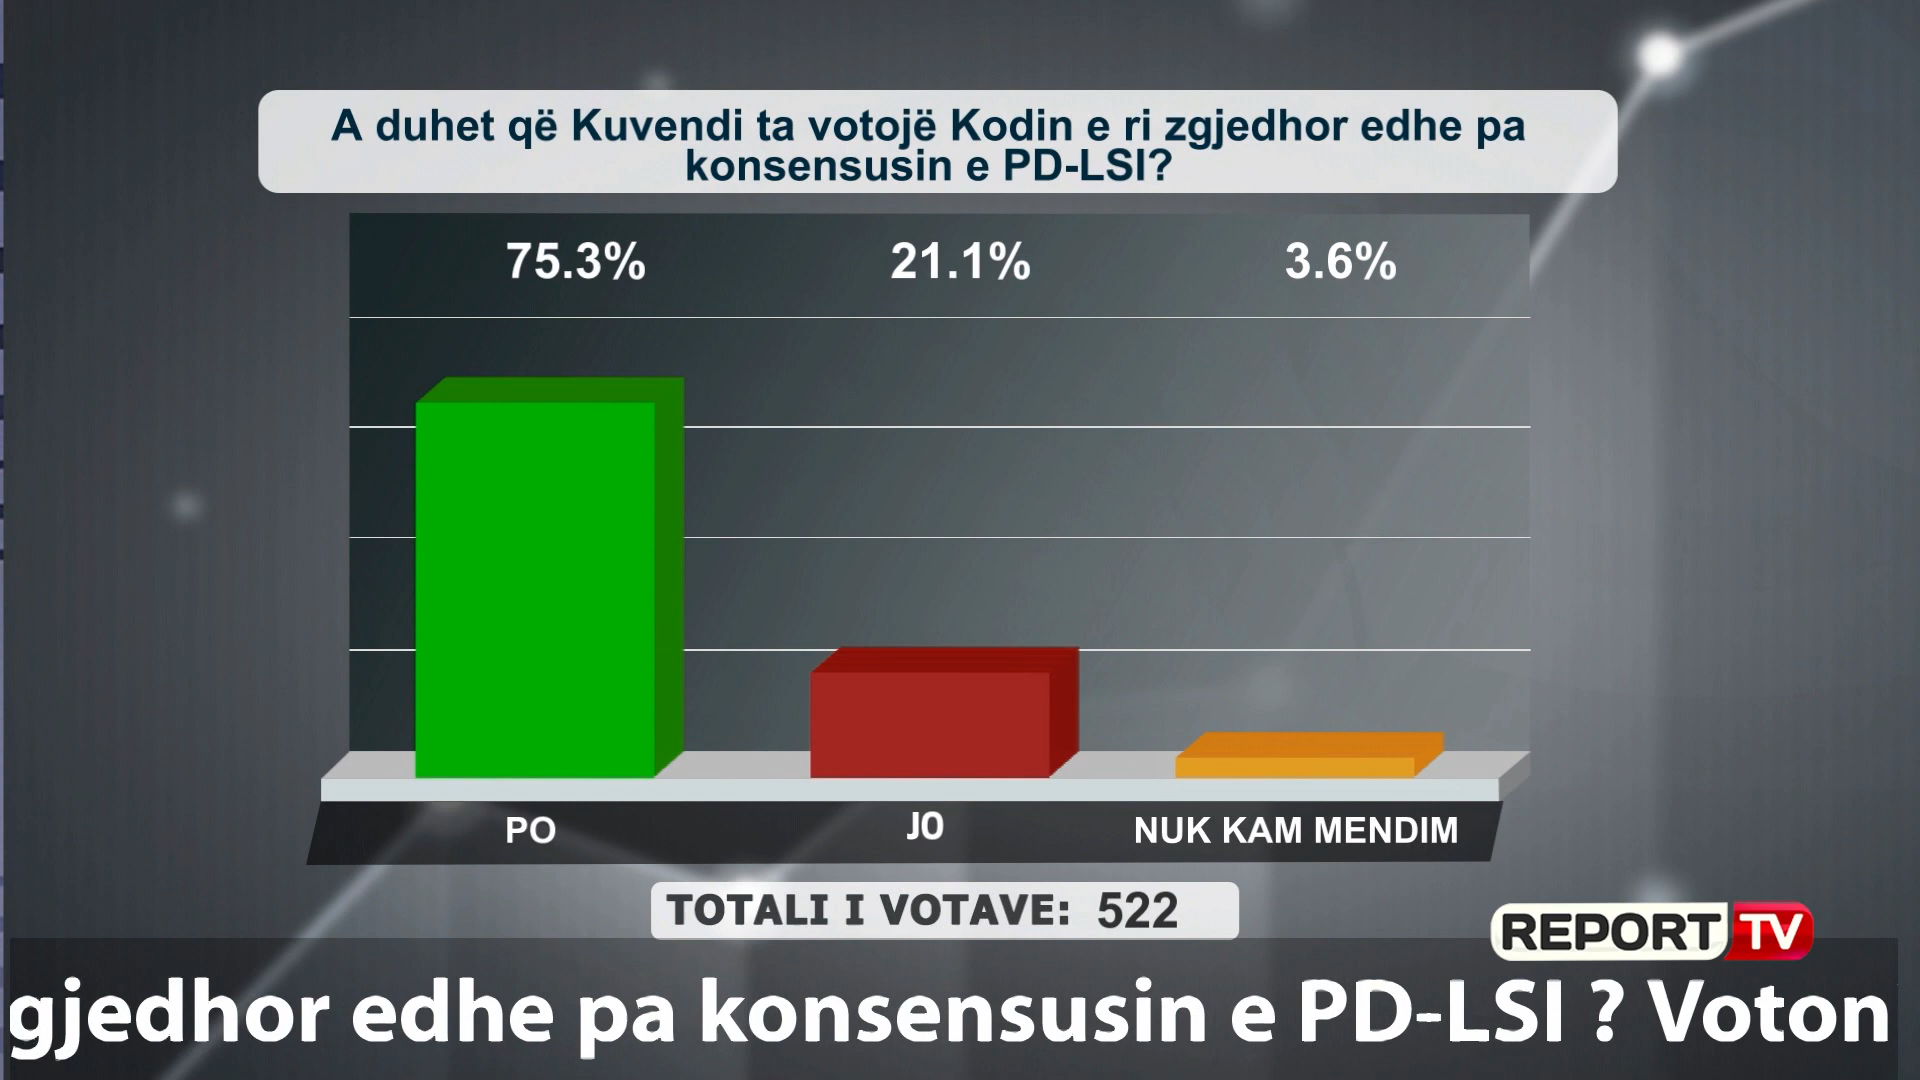 A duhet që Kuvendi ta votojë Kodin e ri zgjedhor edhe pa
konsensusin e PD-LSI?
75.3% 21.1% 3.6%
PO JO NUK KAM MENDIM
TOTALI I VOTAVE: 522
REPORT TV
gjedhor edhe pa konsensusin e PD-LSI ? Voton